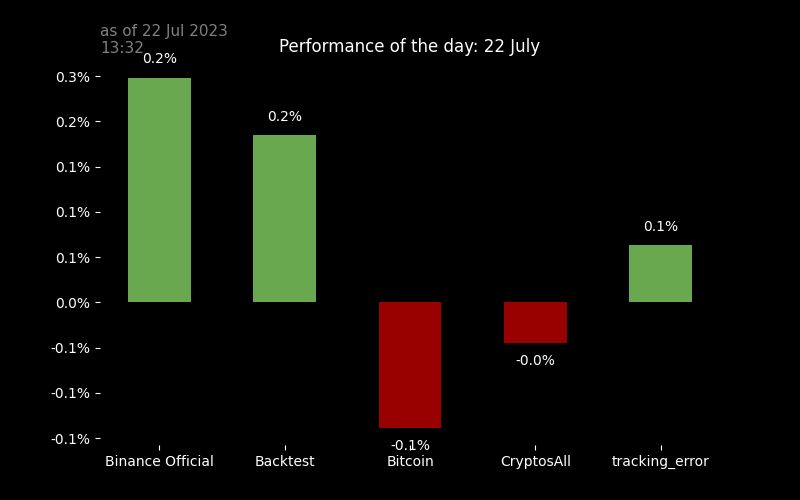 as of 22 Jul 2023
13:32
Performance of the day: 22 July
0.3%
0.2%
0.1%
0.1%
0.1%
0.0%
-0.1%
-0.1%
-0.1%
0.2%
0.2%
-0.1%
-0.0%
0.1%
Binance Official
Backtest
Bitcoin
CryptosAll
tracking_error